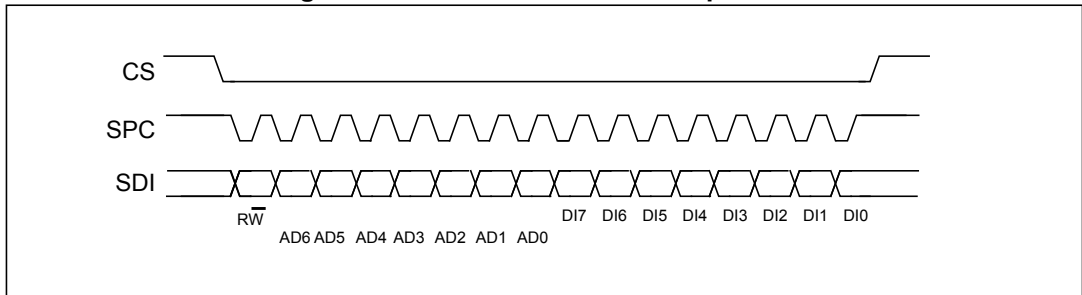 CS
SPC
SDI
RW DI7 DI6 DI5 DI4 DI3 DI2 DI1 DI0
AD6 AD5 AD4 AD3 AD2 AD1 AD0